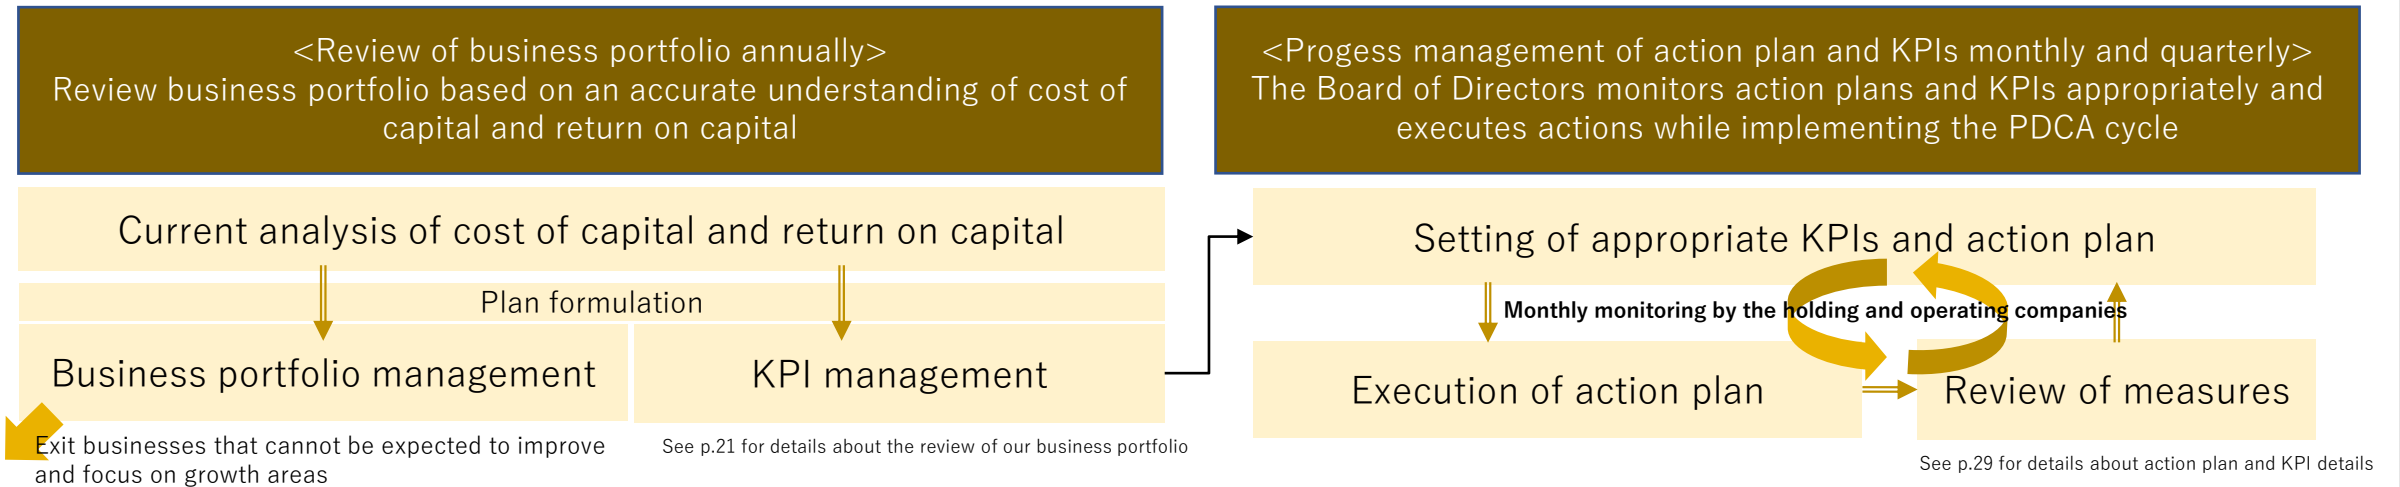 <Review of business portfolio annually>
Review business portfolio based on an accurate understanding of cost of
capital and return on capital
Current analysis of cost of capital and return on capital
Plan formulation
Business portfolio management
KPI management
Exit businesses that cannot be expected to improve
and focus on growth areas
See p.21 for details about the review of our business portfolio
<Progess management of action plan and KPIs monthly and quarterly>
The Board of Directors monitors action plans and KPIs appropriately and
executes actions while implementing the PDCA cycle
Setting of appropriate KPIs and action plan
Monthly monitoring by the holding and operating companies
Execution of action plan
Review of measures
See p.29 for details about action plan and KPI details